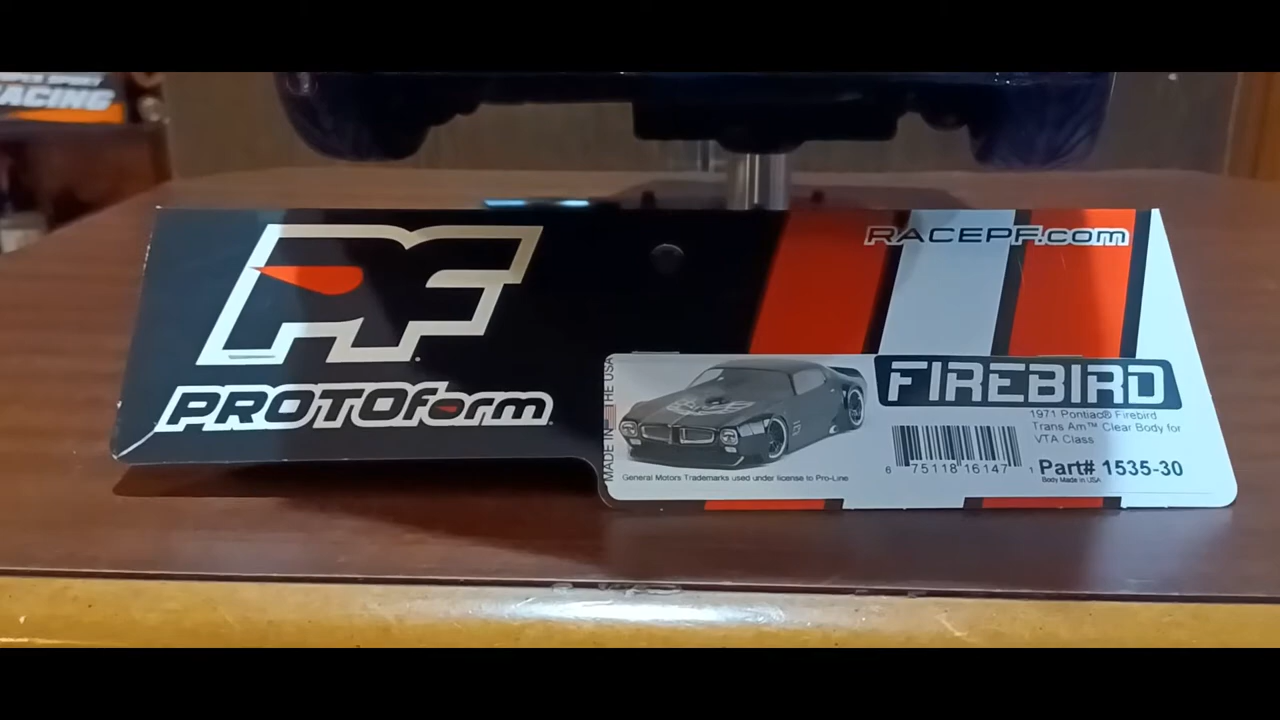 RACING
PF
PROTOform
RACEPF.com
MADE IN THE USA
FIREBIRD
1971 Pontiac® Firebird
Trans Am™ Clear Body for
VTA Class
6 75118 16147 1
Part# 1535-30
Body Made in USA
General Motors Trademarks used under license to Pro-Line